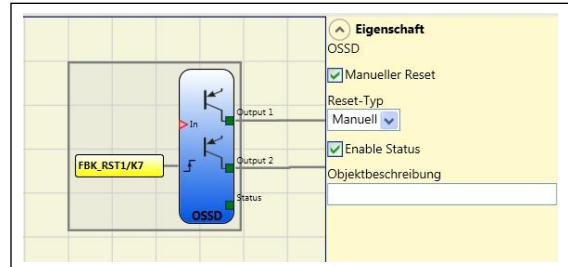 Output 1
In
Output 2
FBK_RST1/K7
Status
OSSD
Eigenschaft
OSSD
Manueller Reset
Reset-Typ
Manuell
Enable Status
Objektbeschreibung